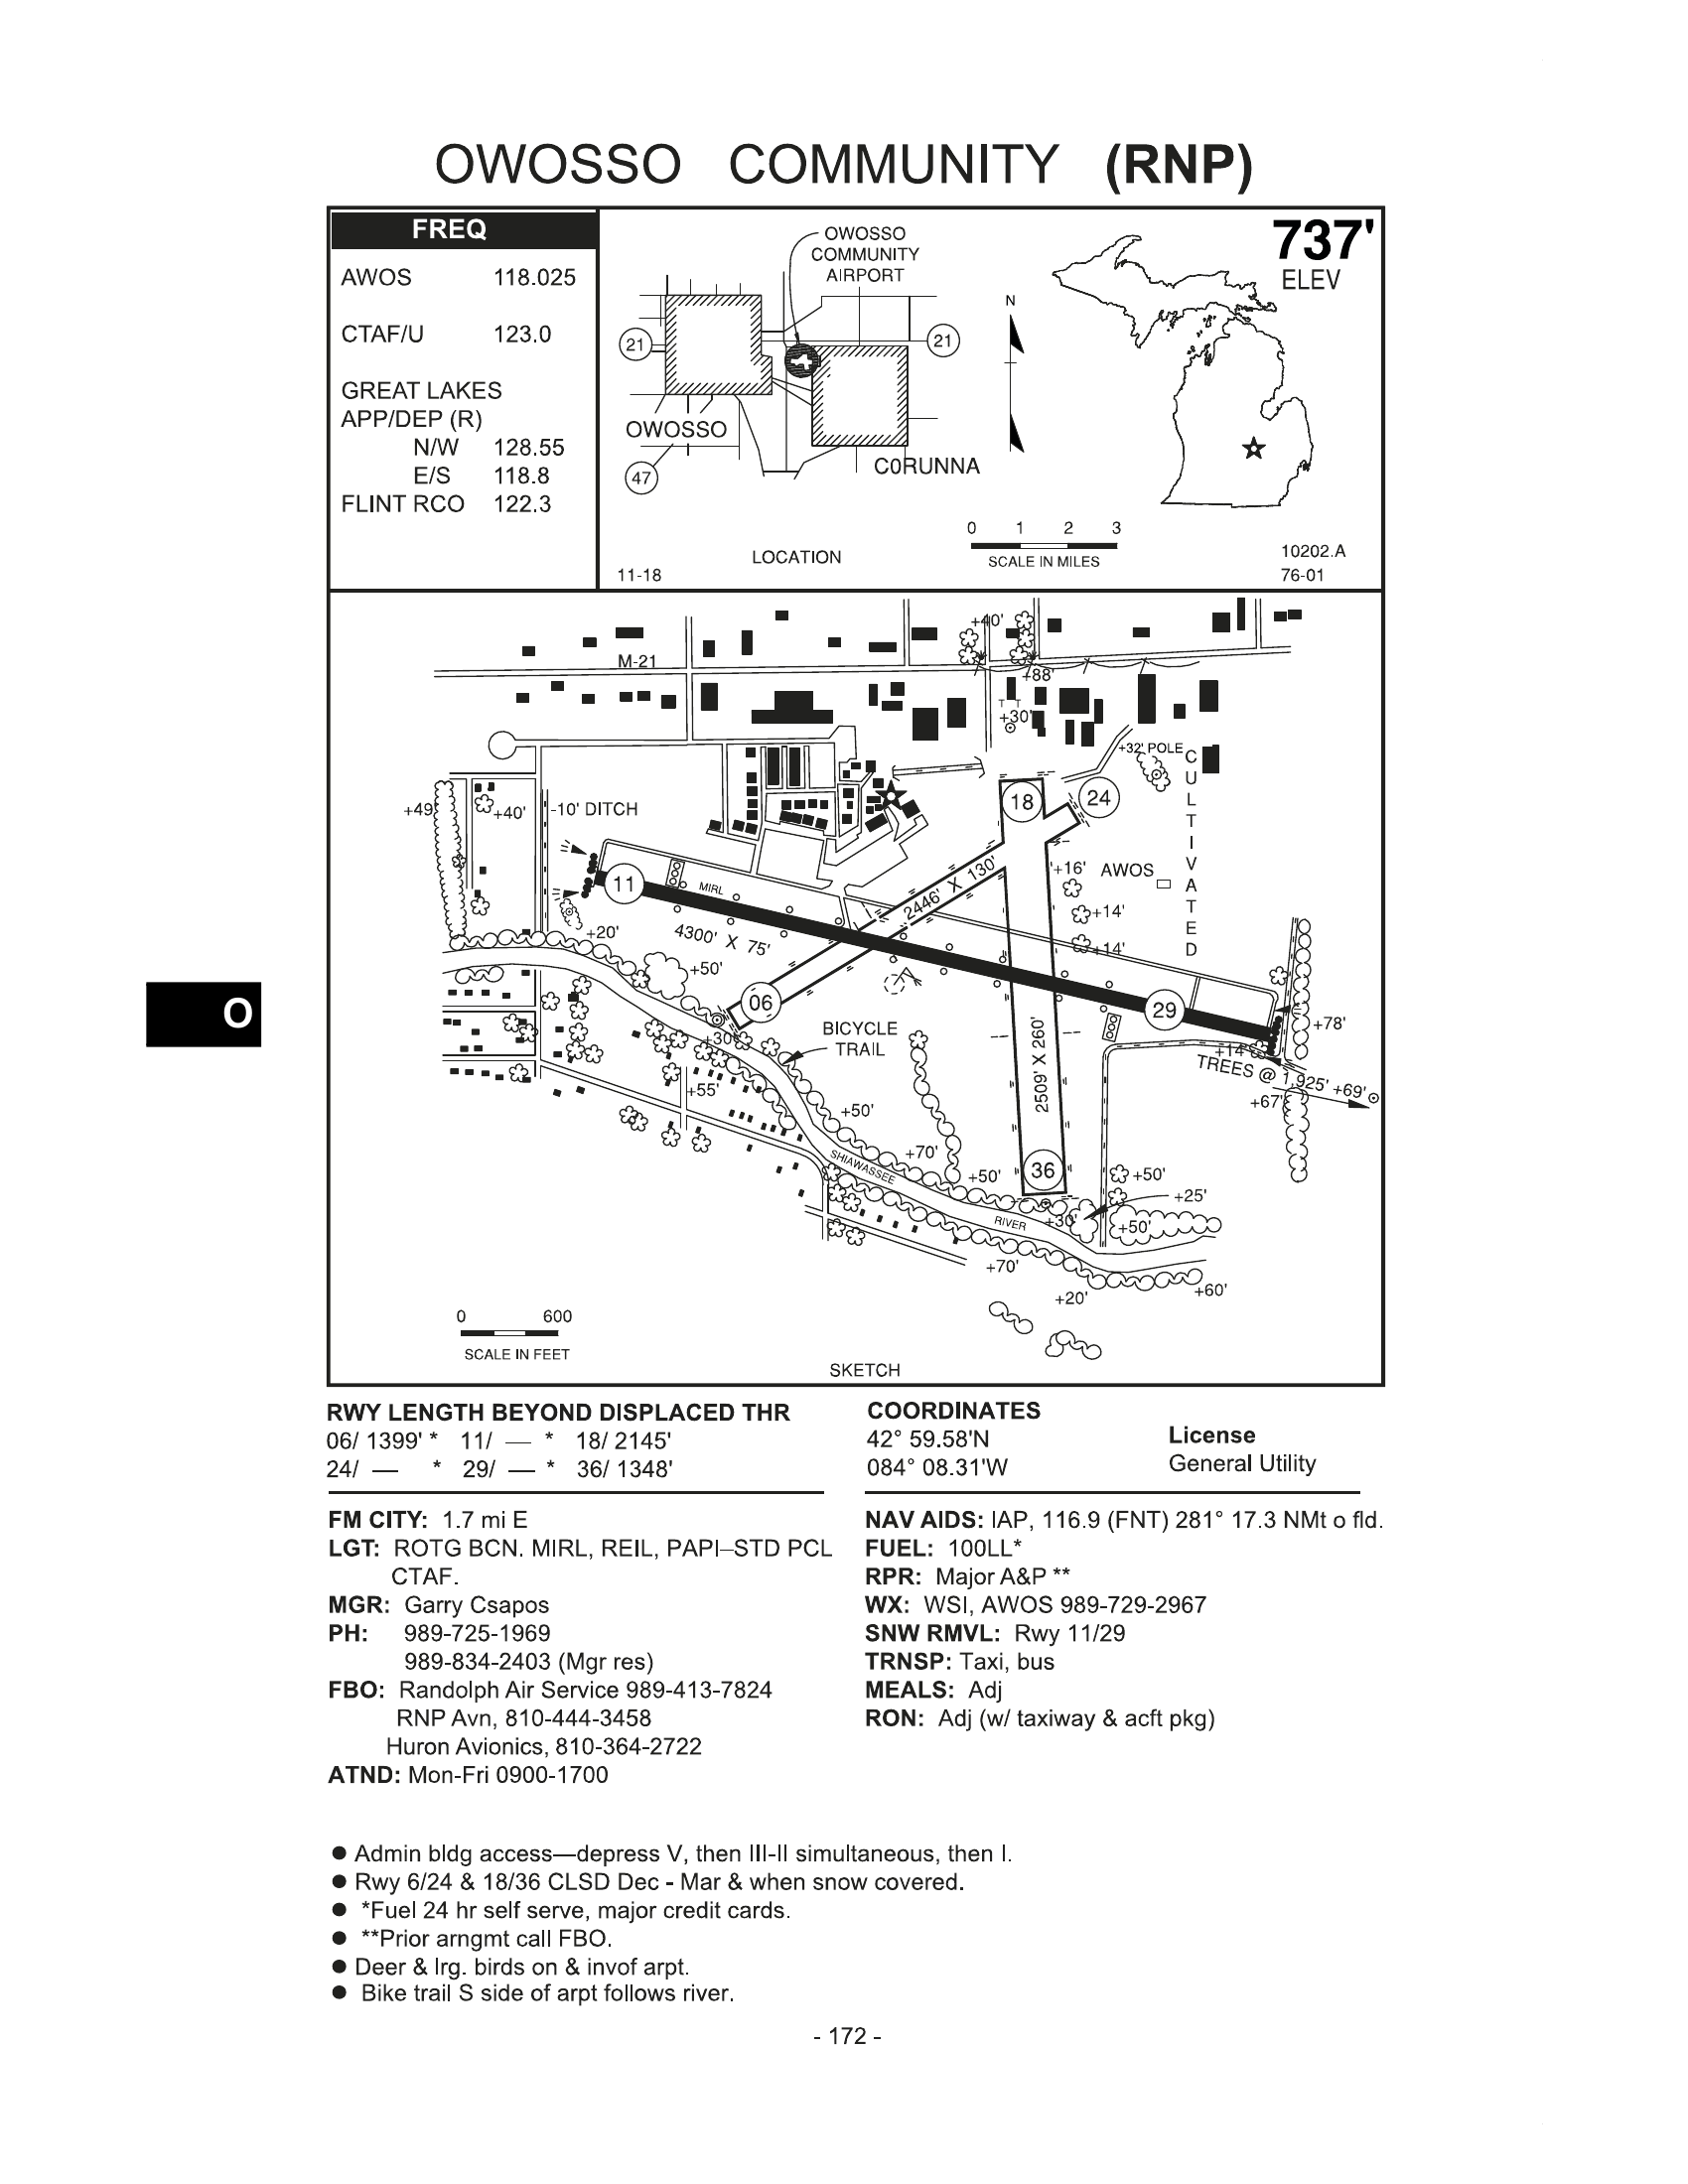 OWOSSO COMMUNITY (RNP)
FREQ
AWOS 118.025
CTAF/U 123.0
GREAT LAKES
APP/DEP (R)
N/W 128.55
E/S 118.8
FLINT RCO 122.3
OWOSSO
COMMUNITY
AIRPORT
21
21
OWOSSO
47
C0RUNNA
N
0 1 2 3
SCALE IN MILES
LOCATION
11-18
737'
ELEV
10202.A
76-01
+40'
M-21
+88'
+30'
+32' POLE
CULTIVATED
+49'
+40'
-10' DITCH
18
24
11
MIRL
2446' X 130'
+16' AWOS
+14'
+14'
+20'
4300' X 75'
+50'
06
29
+30'
BICYCLE
TRAIL
2509' X 260'
+78'
+14'
TREES @ 1,925' +69'
+67'
+55'
+50'
+70'
SHIAWASSEE
+50'
36
+50'
+25'
RIVER
+30'
+50'
+70'
+20'
+60'
0 600
SCALE IN FEET
SKETCH
O
RWY LENGTH BEYOND DISPLACED THR
06/ 1399' * 11/ — * 18/ 2145'
24/ — * 29/ — * 36/ 1348'
COORDINATES
42° 59.58'N
084° 08.31'W
License
General Utility
FM CITY: 1.7 mi E
LGT: ROTG BCN. MIRL, REIL, PAPI–STD PCL
CTAF.
MGR: Garry Csapos
PH: 989-725-1969
989-834-2403 (Mgr res)
FBO: Randolph Air Service 989-413-7824
RNP Avn, 810-444-3458
Huron Avionics, 810-364-2722
ATND: Mon-Fri 0900-1700
NAV AIDS: IAP, 116.9 (FNT) 281° 17.3 NMt o fld.
FUEL: 100LL*
RPR: Major A&P **
WX: WSI, AWOS 989-729-2967
SNW RMVL: Rwy 11/29
TRNSP: Taxi, bus
MEALS: Adj
RON: Adj (w/ taxiway & acft pkg)
● Admin bldg access—depress V, then III-II simultaneous, then I.
● Rwy 6/24 & 18/36 CLSD Dec - Mar & when snow covered.
● *Fuel 24 hr self serve, major credit cards.
● **Prior arngmt call FBO.
● Deer & lrg. birds on & invof arpt.
● Bike trail S side of arpt follows river.
- 172 -